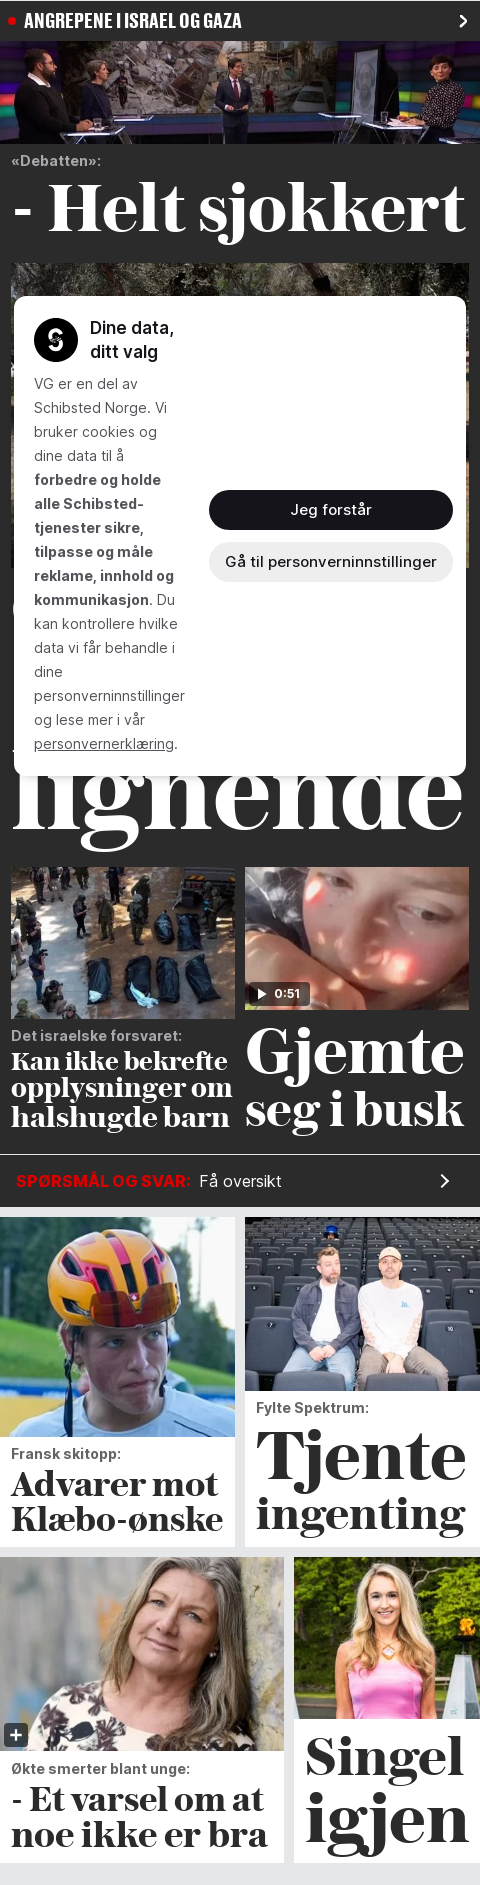 ANGREPENE I ISRAEL OG GAZA
«Debatten»:
- Helt sjokkert
Dine data,
ditt valg
VG er en del av
Schibsted Norge. Vi
bruker cookies og
dine data til å
forbedre og holde
alle Schibsted-
tjenester sikre,
tilpasse og måle
reklame, innhold og
kommunikasjon. Du
kan kontrollere hvilke
data vi får behandle i
dine
personverninnstillinger
og lese mer i vår
personvernerklæring.
Jeg forstår
Gå til personverninnstillinger
lignende
Det israelske forsvaret:
Kan ikke bekrefte
opplysninger om
halshugde barn
0:51
Gjemte
seg i busk
SPØRSMÅL OG SVAR: Få oversikt
Fransk skitopp:
Advarer mot
Klæbo-ønske
Fylte Spektrum:
Tjente
ingenting
Økte smerter blant unge:
- Et varsel om at
noe ikke er bra
Singel
igjen